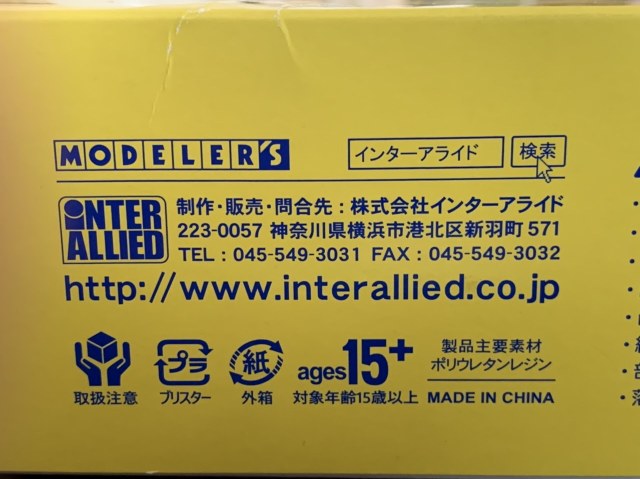 MODELER'S
インターアライド 検索
INTER ALLIED
制作・販売・問合先：株式会社インターアライド
223-0057 神奈川県横浜市港北区新羽町 571
TEL : 045-549-3031 FAX : 045-549-3032
http://www.interallied.co.jp
取扱注意
プラ
ブリスター
紙
外箱
ages15+
対象年齢15歳以上
製品主要素材
ポリウレタンレジン
MADE IN CHINA